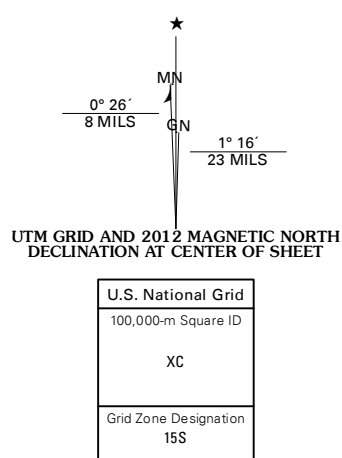 ★
MN
0° 26´
8 MILS
GN
1° 16´
23 MILS
UTM GRID AND 2012 MAGNETIC NORTH
DECLINATION AT CENTER OF SHEET
U.S. National Grid
100,000-m Square ID
XC
Grid Zone Designation
15S